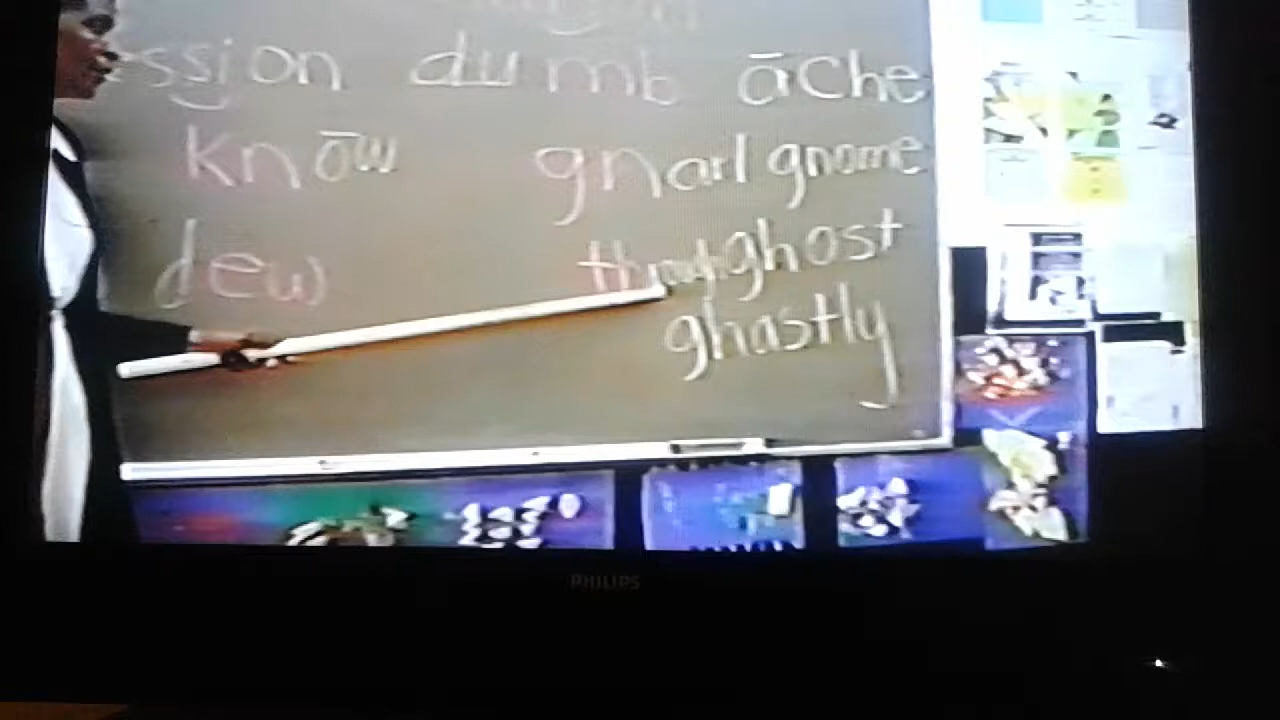 ssion dumb āche
know gnarl gnome
dew ghost
ghastly
PHILIPS